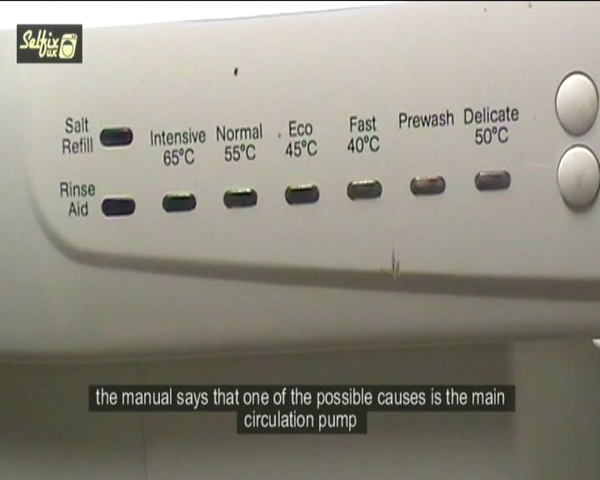 Selfix
UK
Salt
Refill
Intensive
65°C
Normal
55°C
Eco
45°C
Fast
40°C
Prewash
Delicate
50°C
Rinse
Aid
the manual says that one of the possible causes is the main
circulation pump